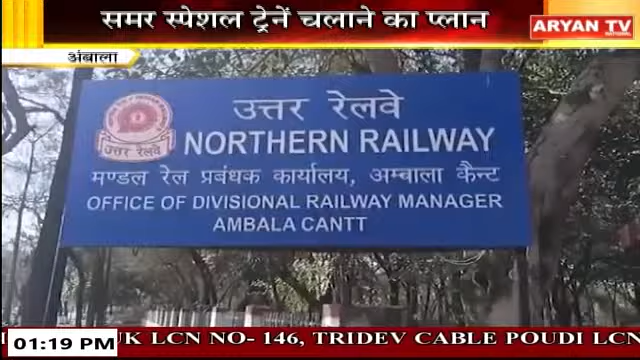 समर स्पेशल ट्रेनें चलाने का प्लान
ARYAN TV
NATIONAL
अंबाला
उत्तर रेलवे
उत्तर रेलवे
NORTHERN RAILWAY
मण्डल रेल प्रबंधक कार्यालय, अम्बाला कैन्ट
OFFICE OF DIVISIONAL RAILWAY MANAGER
AMBALA CANTT
01:19 PM
UK LCN NO- 146, TRIDEV CABLE POUDI LCN